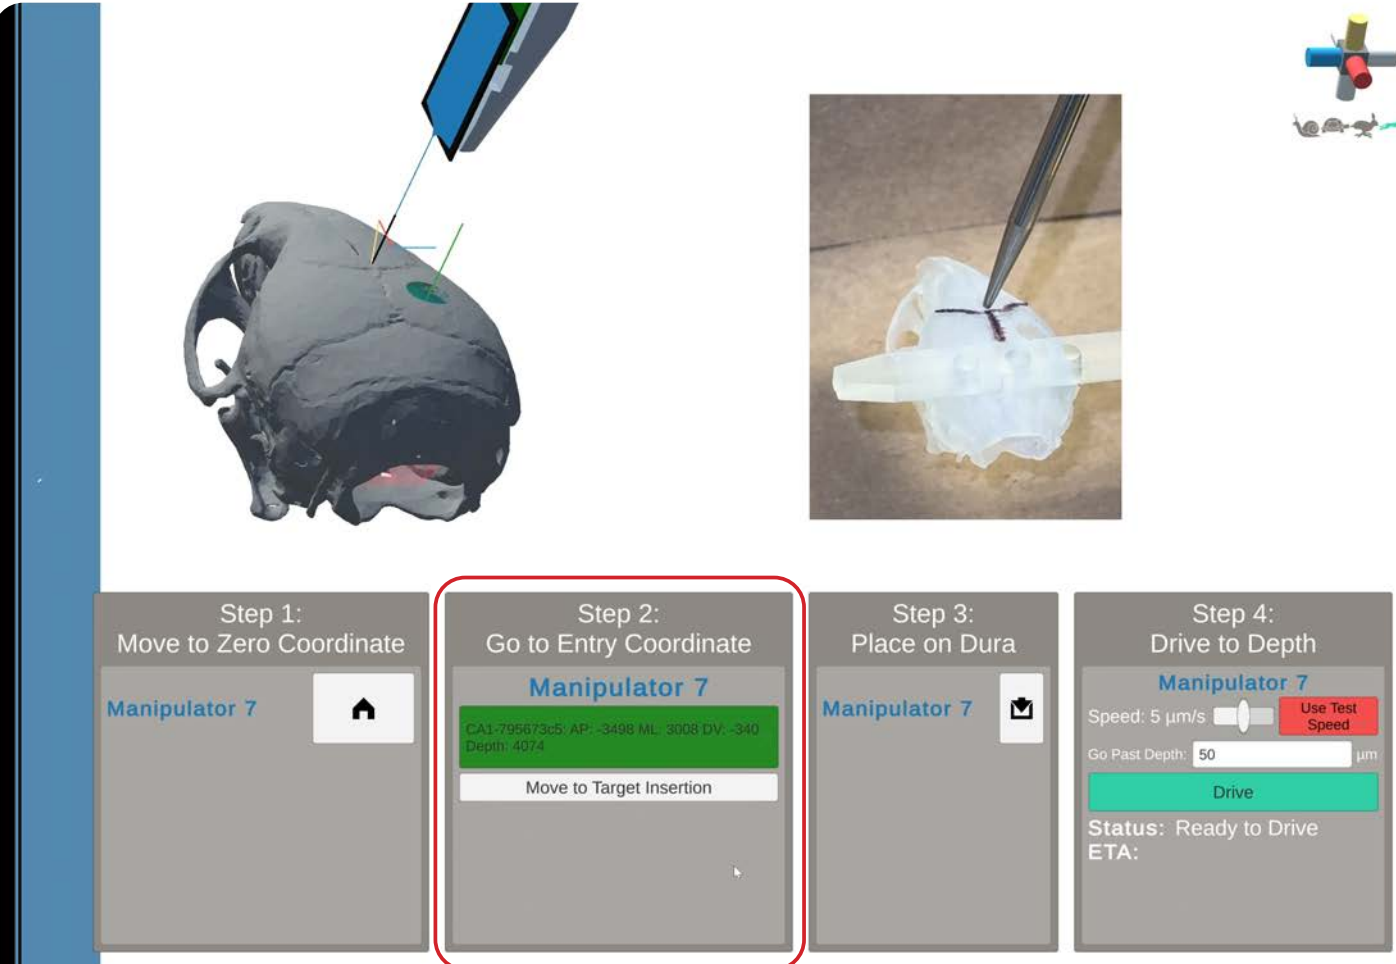 Step 1:
Move to Zero Coordinate
Manipulator 7
Step 2:
Go to Entry Coordinate
Manipulator 7
CA1-795673c5: AP: -3498 ML: 3008 DV: -340
Depth: 4074
Move to Target Insertion
Step 3:
Place on Dura
Manipulator 7
Step 4:
Drive to Depth
Manipulator 7
Speed: 5 µm/s
Use Test
Speed
Go Past Depth: 50 µm
Drive
Status: Ready to Drive
ETA: